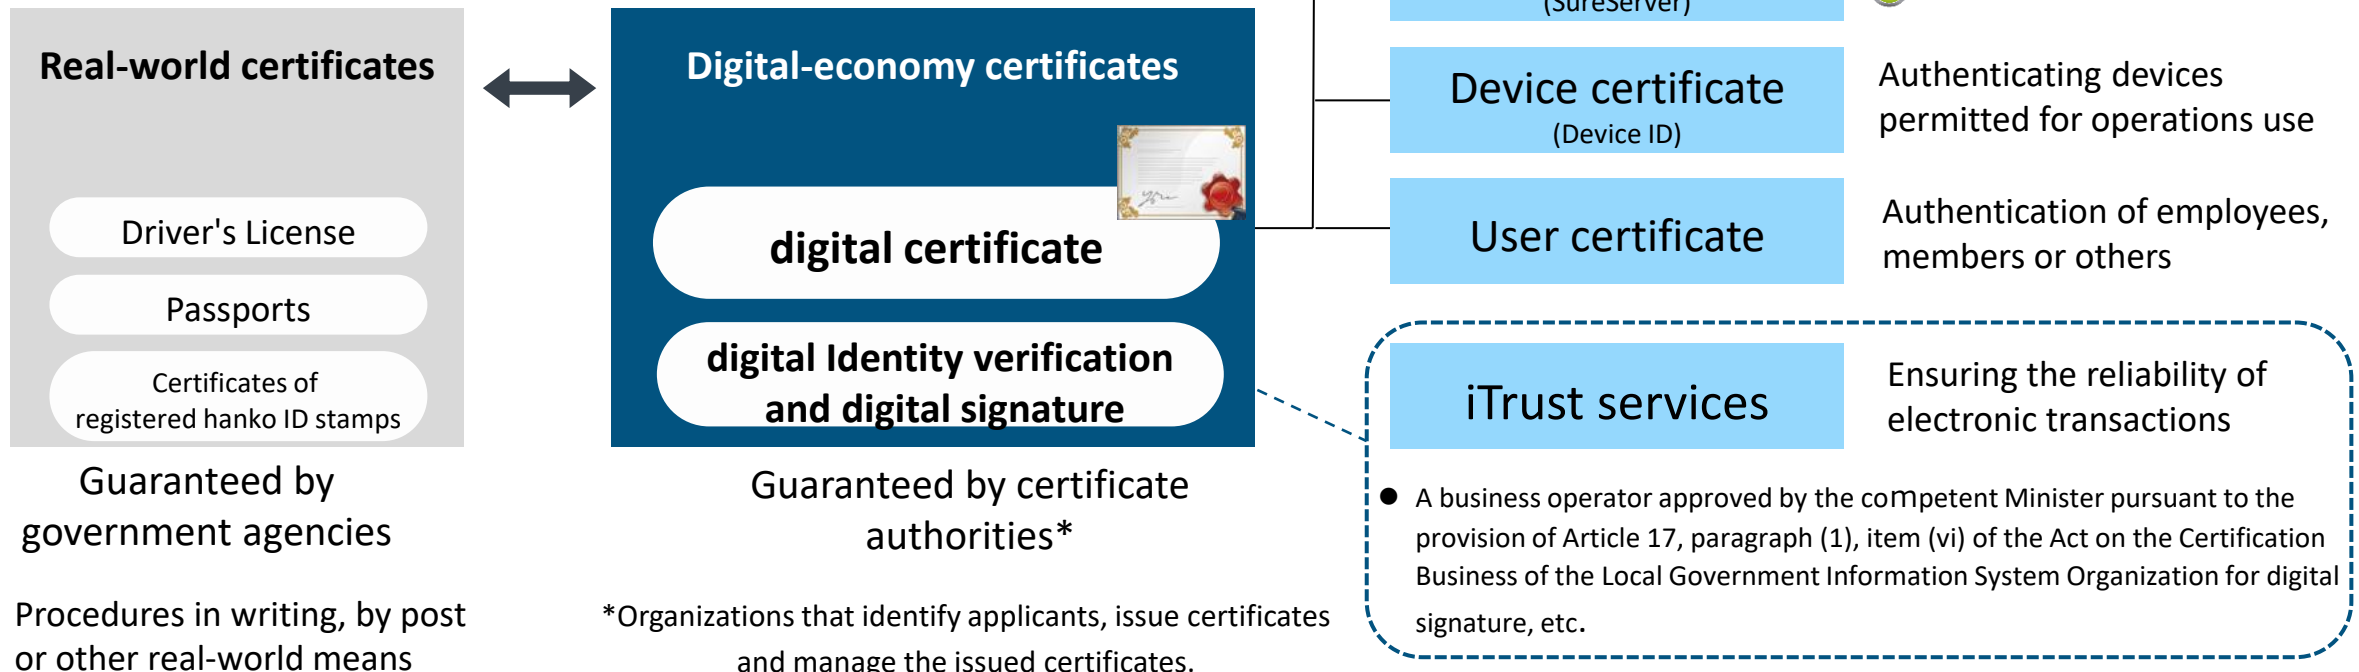 Real-world certificates
Driver's License
Passports
Certificates of
registered hanko ID stamps
Guaranteed by
government agencies
Procedures in writing, by post
or other real-world means
Digital-economy certificates
digital certificate
digital Identity verification
and digital signature
Guaranteed by certificate
authorities*
*Organizations that identify applicants, issue certificates
and manage the issued certificates.
(SureServer)
Device certificate
(Device ID)
Authenticating devices
permitted for operations use
User certificate
Authentication of employees,
members or others
iTrust services
Ensuring the reliability of
electronic transactions
● A business operator approved by the competent Minister pursuant to the
provision of Article 17, paragraph (1), item (vi) of the Act on the Certification
Business of the Local Government Information System Organization for digital
signature, etc.